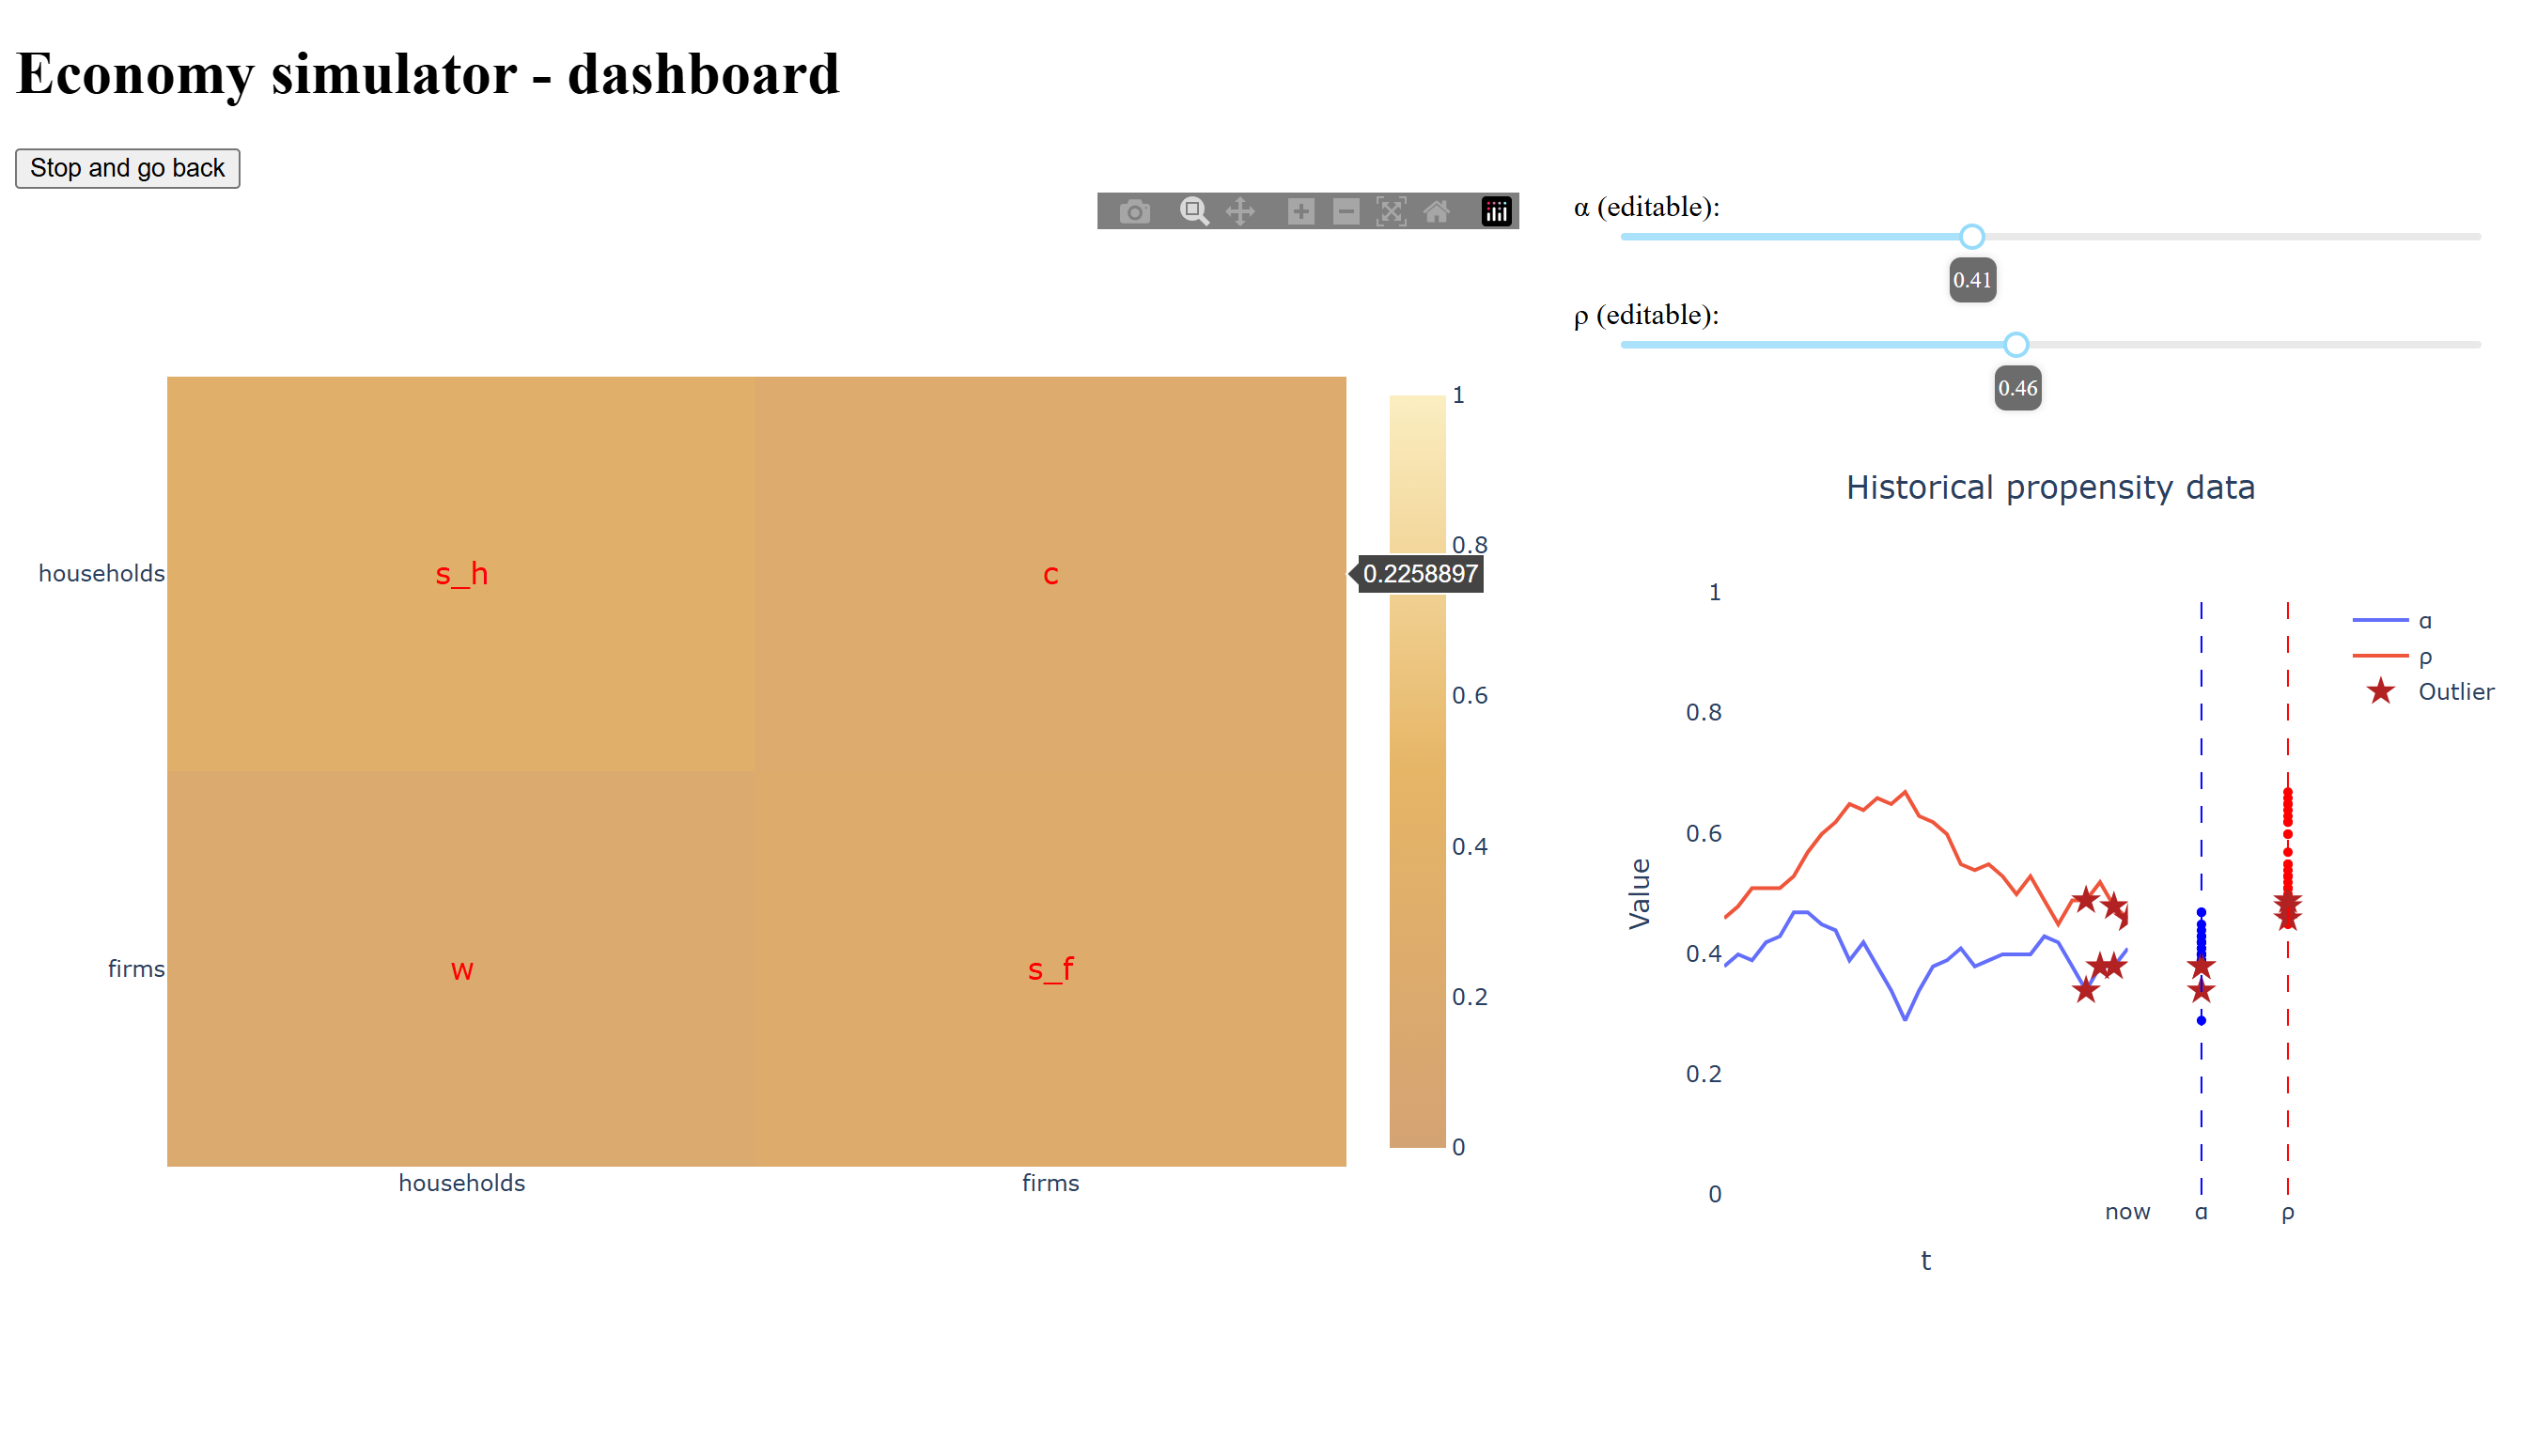 Economy simulator - dashboard
Stop and go back
α (editable):
0.41
ρ (editable):
0.46
households
firms
s_h
c
w
s_f
households
firms
1
0.8
0.6
0.4
0.2
0
0.2258897
Historical propensity data
1
0.8
0.6
0.4
0.2
0
Value
now
α
ρ
t
α
ρ
Outlier